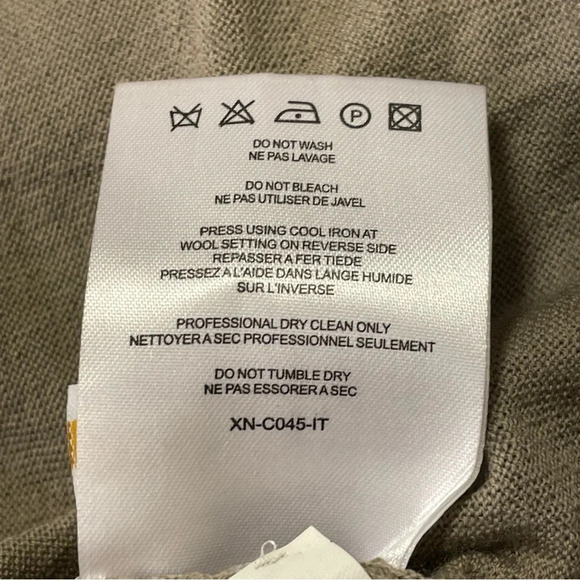 P
DO NOT WASH
NE PAS LAVAGE
DO NOT BLEACH
NE PAS UTILISER DE JAVEL
PRESS USING COOL IRON AT
WOOL SETTING ON REVERSE SIDE
REPASSER A FER TIEDE
PRESSEZ A L'AIDE DANS LANGE HUMIDE
SUR L'INVERSE
PROFESSIONAL DRY CLEAN ONLY
NETTOYER A SEC PROFESSIONNEL SEULEMENT
DO NOT TUMBLE DRY
NE PAS ESSORER A SEC
XN-C045-IT